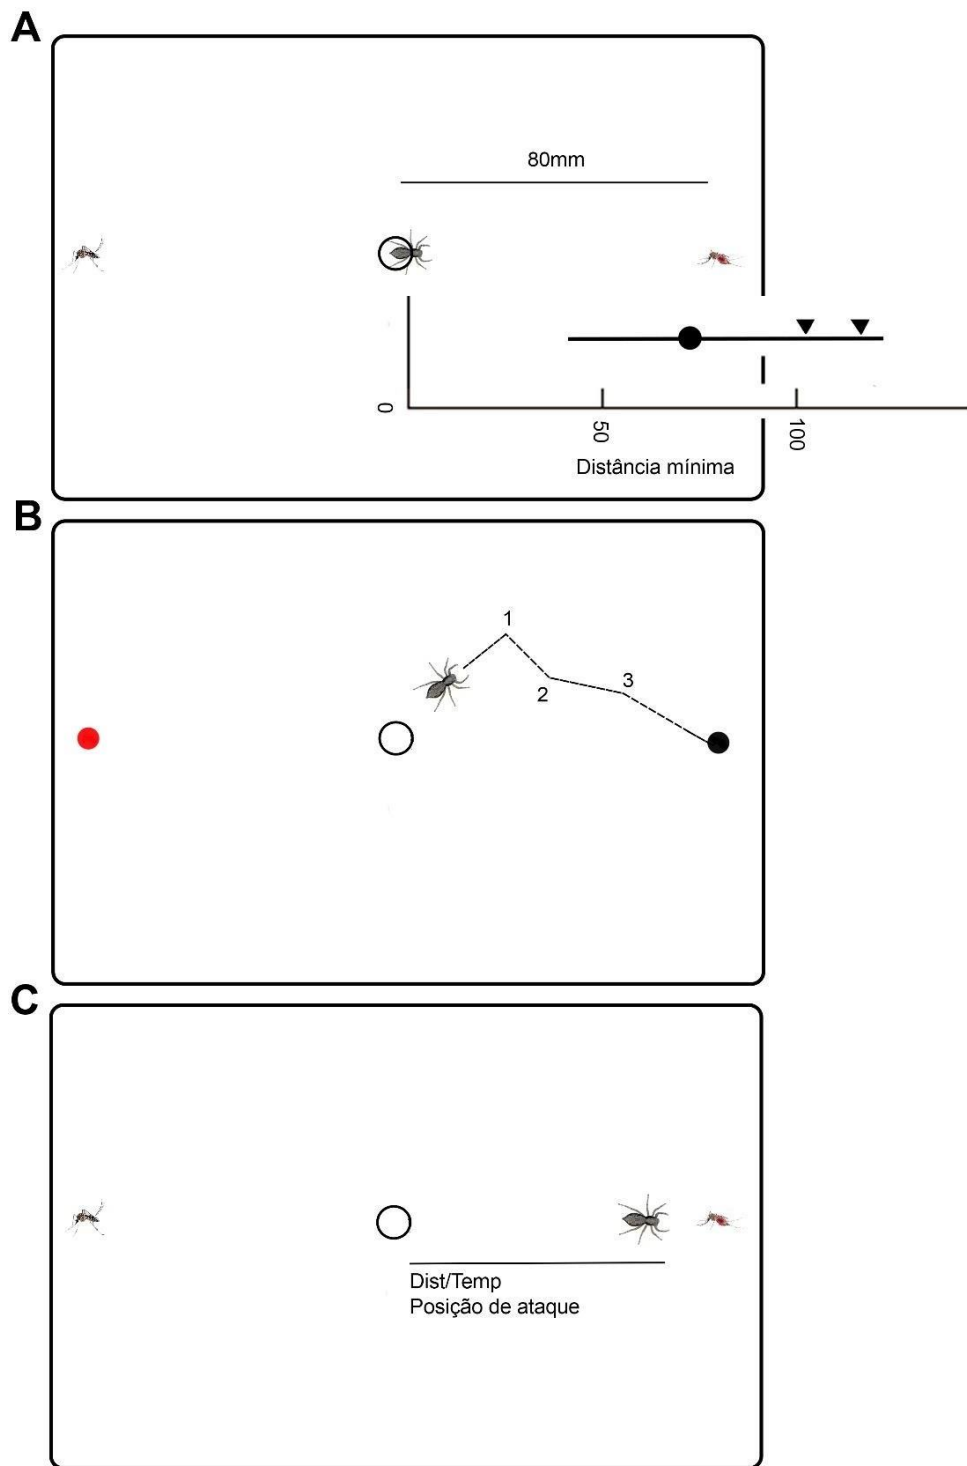 A
80mm
0
50
100
Distância mínima
B
1
2
3
C
Dist/Temp
Posição de ataque